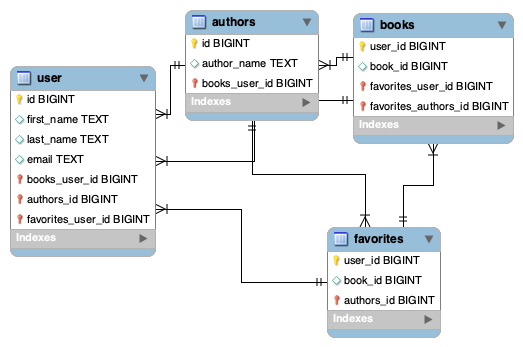 authors
id BIGINT
author_name TEXT
books_user_id BIGINT
Indexes
books
user_id BIGINT
book_id BIGINT
favorites_user_id BIGINT
favorites_authors_id BIGINT
Indexes
user
id BIGINT
first_name TEXT
last_name TEXT
email TEXT
books_user_id BIGINT
authors_id BIGINT
favorites_user_id BIGINT
Indexes
favorites
user_id BIGINT
book_id BIGINT
authors_id BIGINT
Indexes